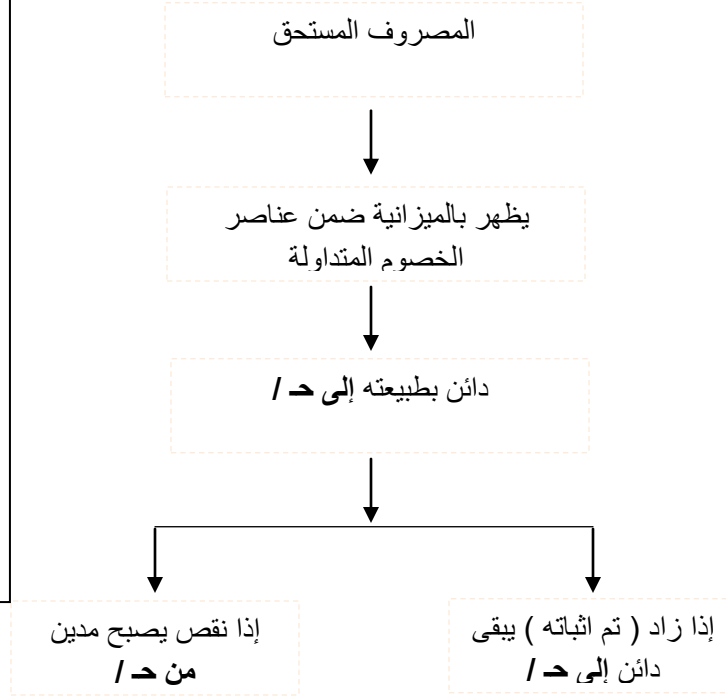 المصروف المستحق
يظهر بالميزانية ضمن عناصر
الخصوم المتداولة
دائن بطبيعته إلى حـ /
إذا زاد ( تم اثباته ) يبقى
دائن إلى حـ /
إذا نقص يصبح مدين
من حـ /